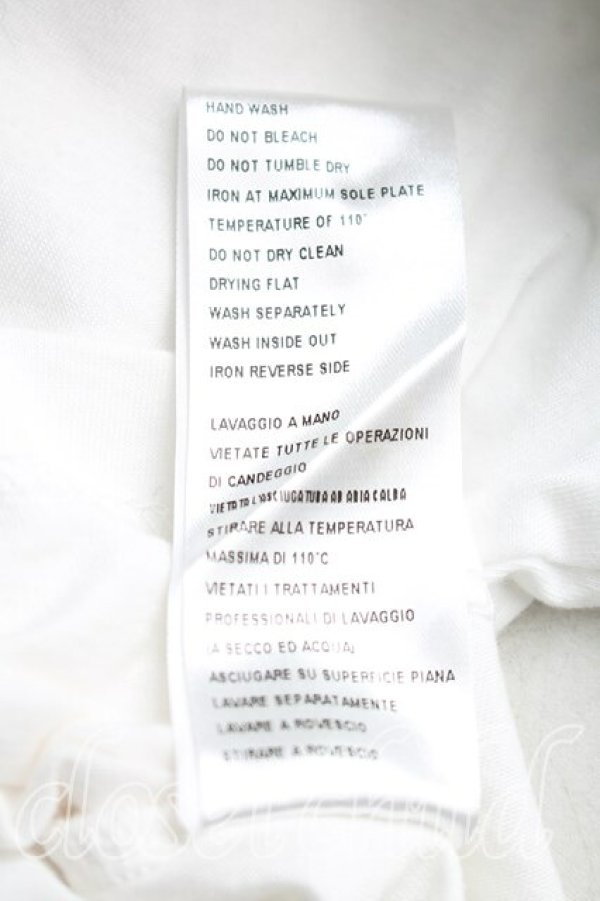 HAND WASH
DO NOT BLEACH
DO NOT TUMBLE DRY
IRON AT MAXIMUM SOLE PLATE
TEMPERATURE OF 110°
DO NOT DRY CLEAN
DRYING FLAT
WASH SEPARATELY
WASH INSIDE OUT
IRON REVERSE SIDE
LAVAGGIO A MANO
VIETATE TUTTE LE OPERAZIONI
DI CANDEGGIO
STIRARE ALLA TEMPERATURA
MASSIMA DI 110°C
VIETATI I TRATTAMENTI
PROFESSIONALI DI LAVAGGIO
(A SECCO ED ACQUA)
ASCIUGARE SU SUPERFICIE PIANA
LAVARE SEPARATAMENTE
LAVARE A ROVESCIO
STIRARE A ROVESCIO
closet child